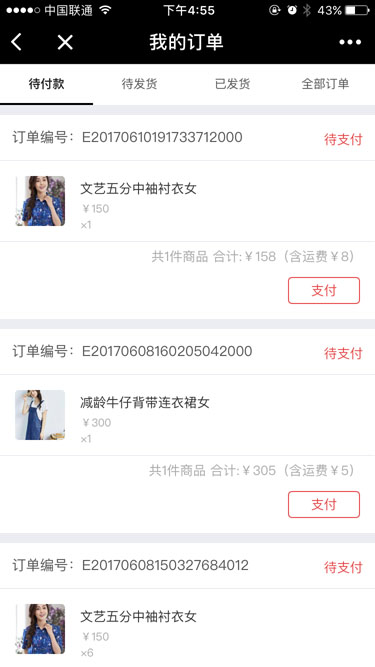 中国联通 下午4:55 43%
我的订单
待付款 待发货 已发货 全部订单
订单编号：E20170610191733712000 待支付
文艺五分中袖衬衣女
￥150
×1
共1件商品 合计:￥158（含运费￥8）
支付
订单编号：E20170608160205042000 待支付
减龄牛仔背带连衣裙女
￥300
×1
共1件商品 合计:￥305（含运费￥5）
支付
订单编号：E20170608150327684012 待支付
文艺五分中袖衬衣女
￥150
×6